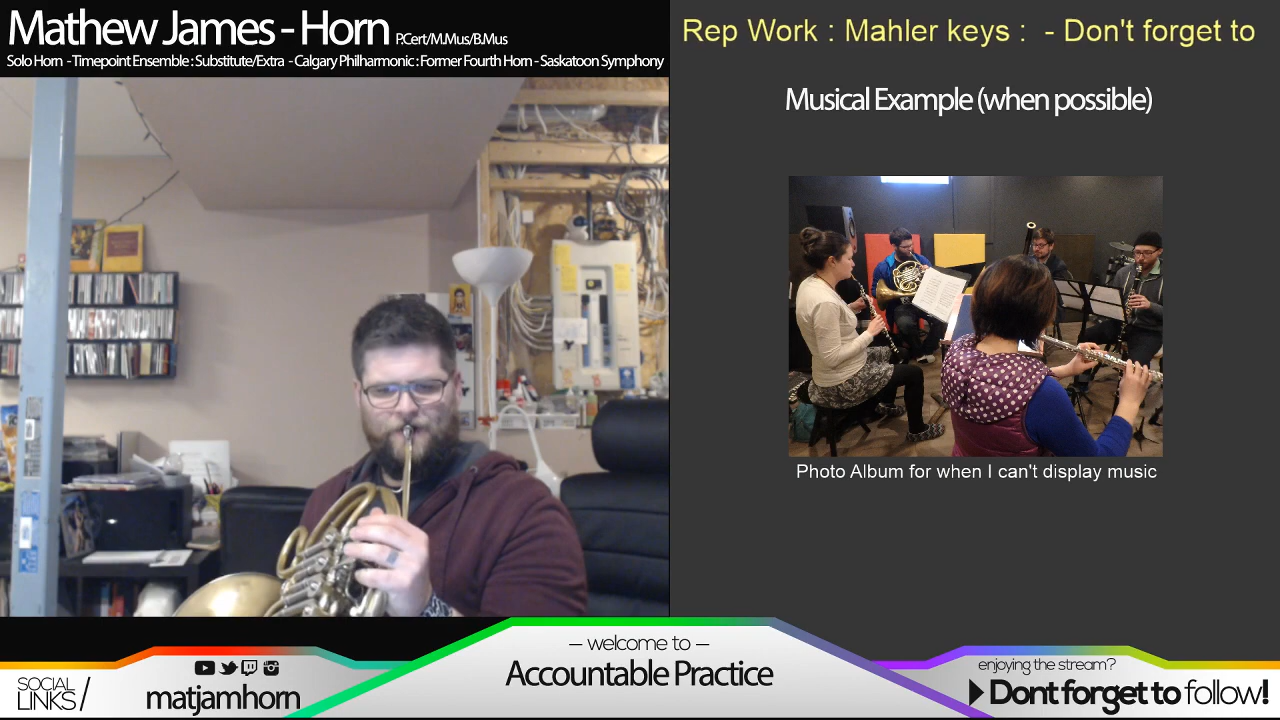 Mathew James - Horn P.Cert/M.Mus/B.Mus
Solo Horn - Timepoint Ensemble : Substitute/Extra - Calgary Philharmonic : Former Fourth Horn - Saskatoon Symphony
Rep Work : Mahler keys :  - Don't forget to
Musical Example (when possible)
Photo Album for when I can't display music
SOCIAL
LINKS /
matjamhorn
— welcome to —
Accountable Practice
enjoying the stream?
Dont forget to follow!